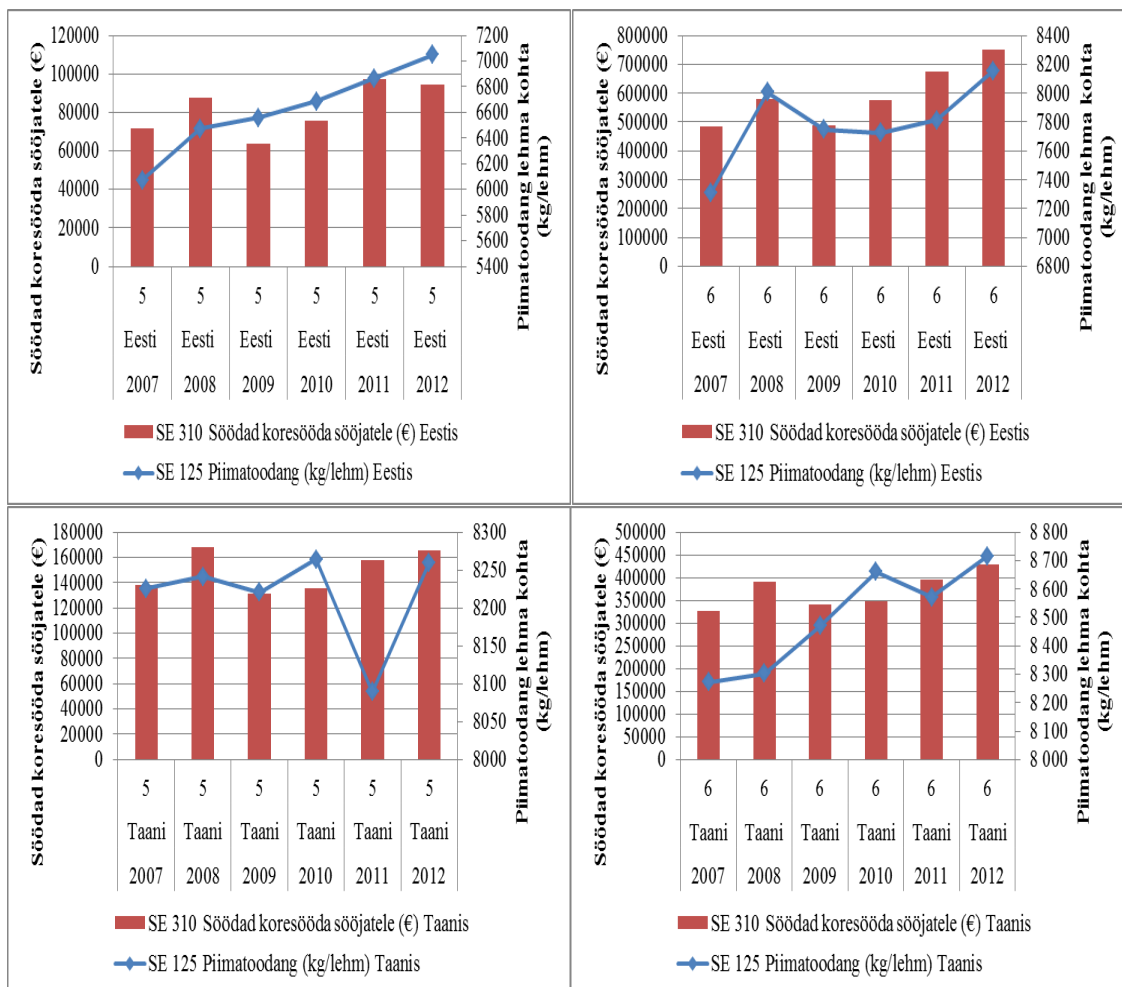 Söödad koresööda sööjatele (€)
120000
100000
80000
60000
40000
20000
0
7200
7000
6800
6600
6400
6200
6000
5800
5600
5400
Piimatoodang lehma kohta
(kg/lehm)
5 5 5 5 5 5
Eesti Eesti Eesti Eesti Eesti Eesti
2007 2008 2009 2010 2011 2012
SE 310 Söödad koresööda sööjatele (€) Eestis
SE 125 Piimatoodang (kg/lehm) Eestis
Söödad koresööda sööjatele (€)
800000
700000
600000
500000
400000
300000
200000
100000
0
8400
8200
8000
7800
7600
7400
7200
7000
6800
Piimatoodang lehma kohta
(kg/lehm)
6 6 6 6 6 6
Eesti Eesti Eesti Eesti Eesti Eesti
2007 2008 2009 2010 2011 2012
SE 310 Söödad koresööda sööjatele (€) Eestis
SE 125 Piimatoodang (kg/lehm) Eestis
Söödad koresööda sööjatele (€)
180000
160000
140000
120000
100000
80000
60000
40000
20000
0
8300
8250
8200
8150
8100
8050
8000
Piimatoodang lehma kohta
(kg/lehm)
5 5 5 5 5 5
Taani Taani Taani Taani Taani Taani
2007 2008 2009 2010 2011 2012
SE 310 Söödad koresööda sööjatele (€) Taanis
SE 125 Piimatoodang (kg/lehm) Taanis
Söödad koresööda sööjatele (€)
500000
450000
400000
350000
300000
250000
200000
150000
100000
50000
0
8 800
8 700
8 600
8 500
8 400
8 300
8 200
8 100
8 000
Piimatoodang lehma kohta
(kg/lehm)
6 6 6 6 6 6
Taani Taani Taani Taani Taani Taani
2007 2008 2009 2010 2011 2012
SE 310 Söödad koresööda sööjatele (€) Taanis
SE 125 Piimatoodang (kg/lehm) Taanis